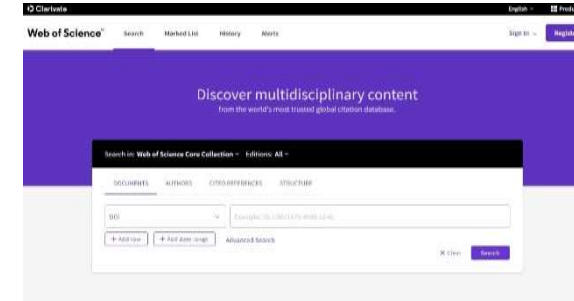 Clarivate
English
Web of Science™
Search
Marked List
History
Alerts
Sign In
Discover multidisciplinary content
from the world's most trusted global citation database.
Search in: Web of Science Core Collection Editions: All
DOCUMENTS
AUTHORS
CITED REFERENCES
STRUCTURE
DOI
+ Add row
+ Add date range
Advanced Search
× Clear
Search